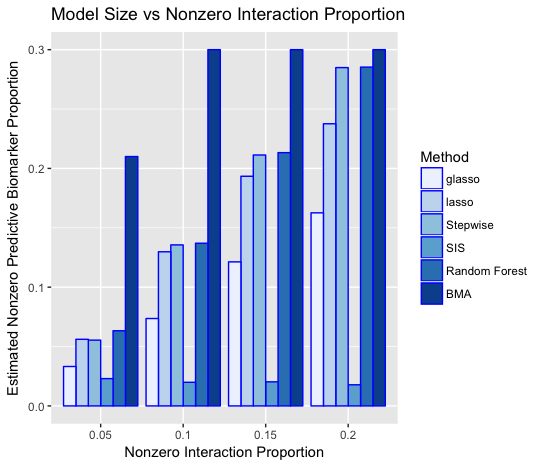 Model Size vs Nonzero Interaction Proportion
Estimated Nonzero Predictive Biomarker Proportion
0.3
0.2
0.1
0.0
0.05
0.1
0.15
0.2
Nonzero Interaction Proportion
Method
glasso
lasso
Stepwise
SIS
Random Forest
BMA